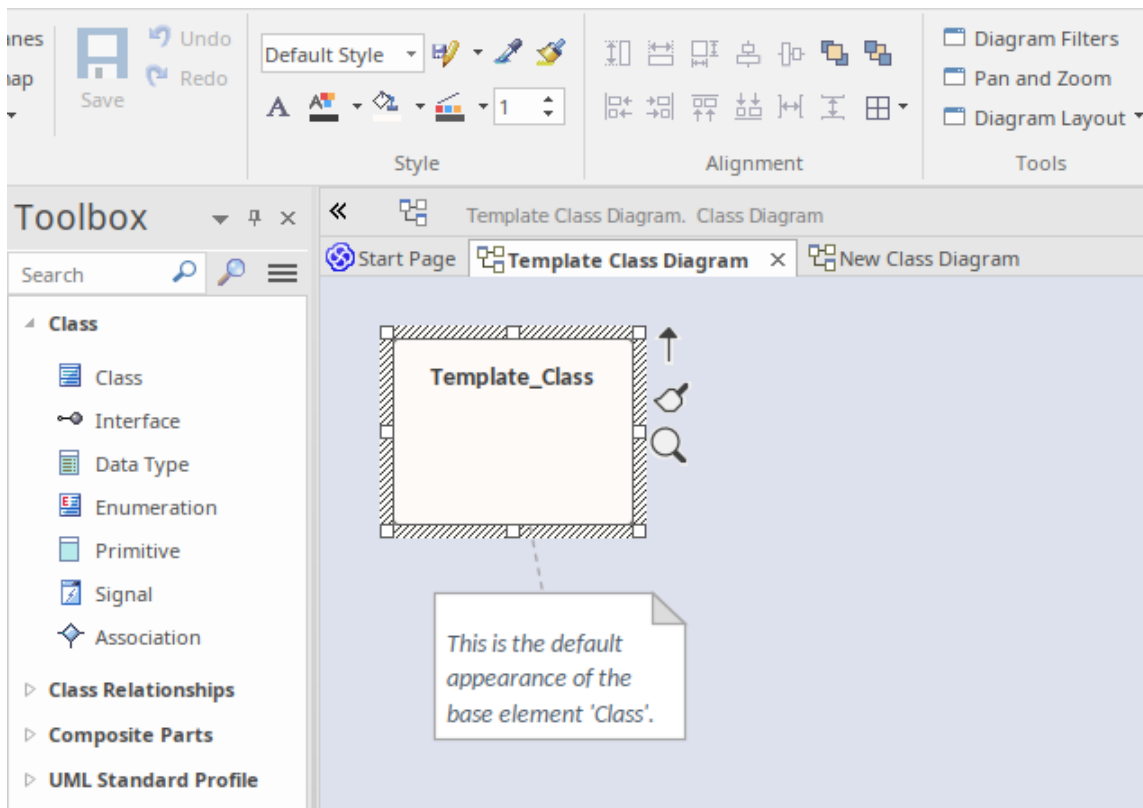 Undo
Redo
Save
Default Style
A
1
Style
Alignment
Diagram Filters
Pan and Zoom
Diagram Layout
Tools
Toolbox
Search
Class
Class
Interface
Data Type
Enumeration
Primitive
Signal
Association
Class Relationships
Composite Parts
UML Standard Profile
Template Class Diagram. Class Diagram
Start Page
Template Class Diagram
New Class Diagram
Template_Class
This is the default
appearance of the
base element 'Class'.